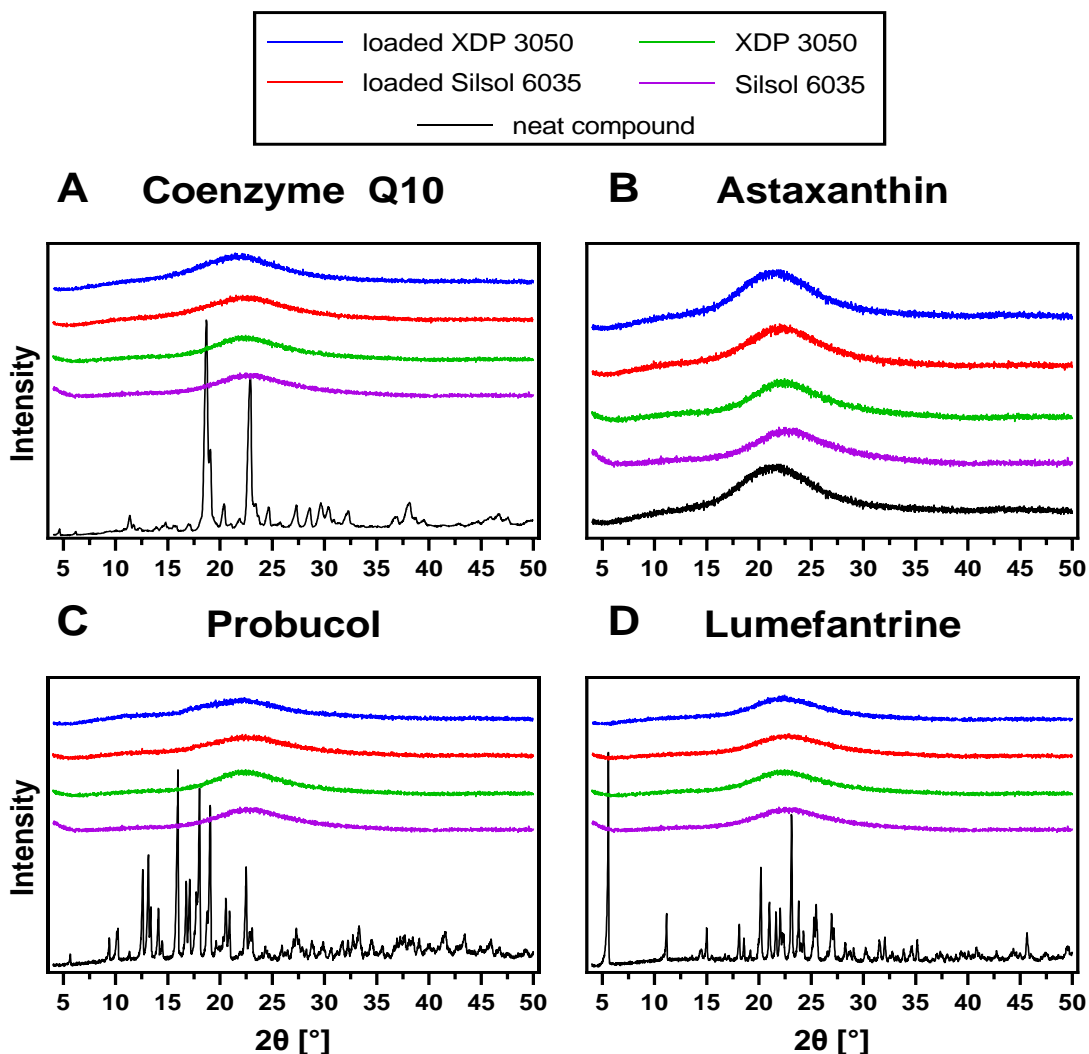 loaded XDP 3050 XDP 3050
loaded Silsol 6035 Silsol 6035
neat compound
A Coenzyme Q10
B Astaxanthin
Intensity
5 10 15 20 25 30 35 40 45 50
5 10 15 20 25 30 35 40 45 50
C Probucol
D Lumefantrine
Intensity
5 10 15 20 25 30 35 40 45 50
5 10 15 20 25 30 35 40 45 50
2θ [°]
2θ [°]